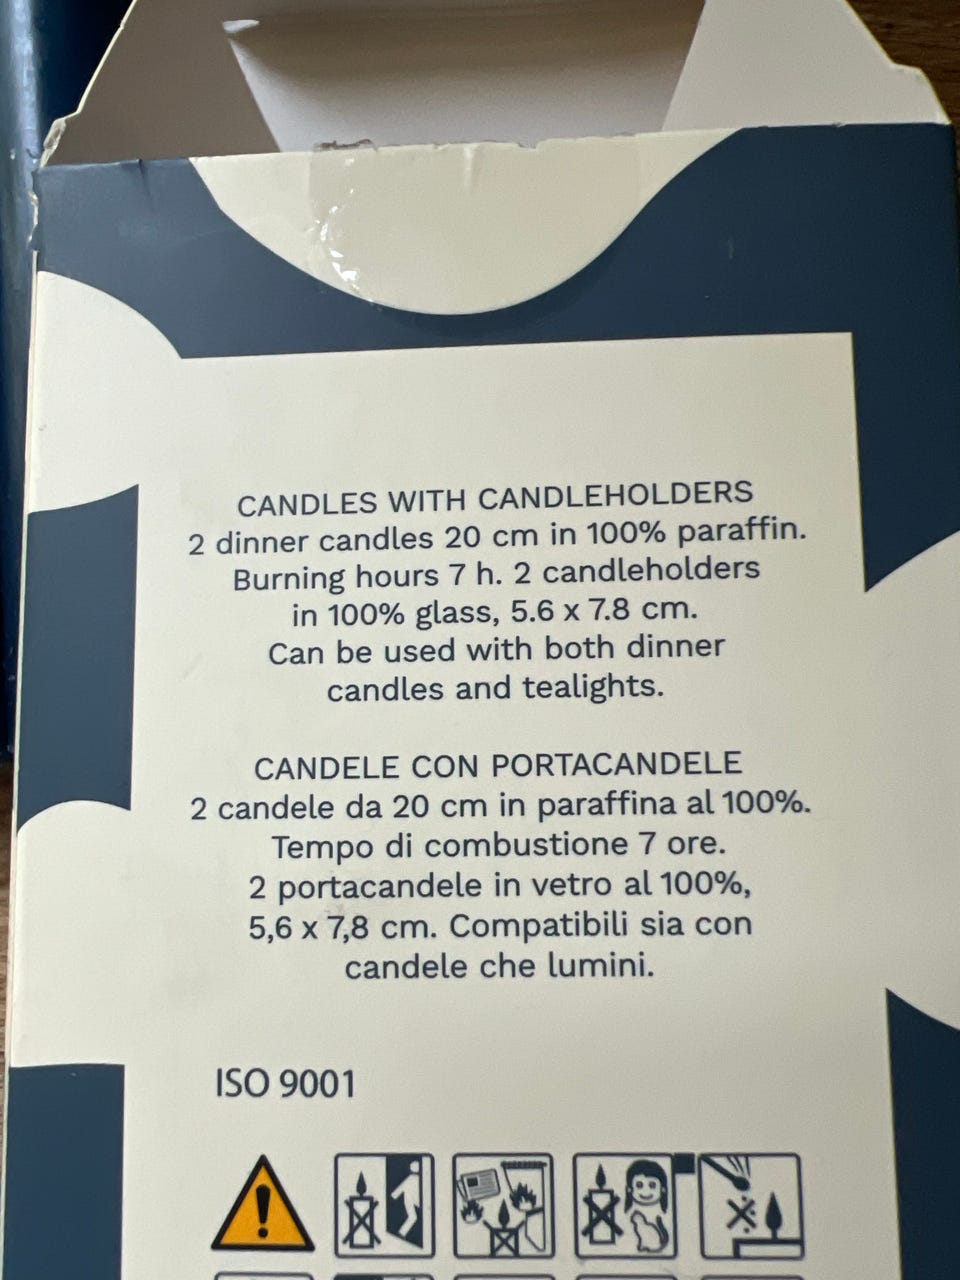 CANDLES WITH CANDLEHOLDERS
2 dinner candles 20 cm in 100% paraffin.
Burning hours 7 h. 2 candleholders
in 100% glass, 5.6 x 7.8 cm.
Can be used with both dinner
candles and tealights.
CANDELE CON PORTACANDELE
2 candele da 20 cm in paraffina al 100%.
Tempo di combustione 7 ore.
2 portacandele in vetro al 100%,
5,6 x 7,8 cm. Compatibili sia con
candele che lumini.
ISO 9001